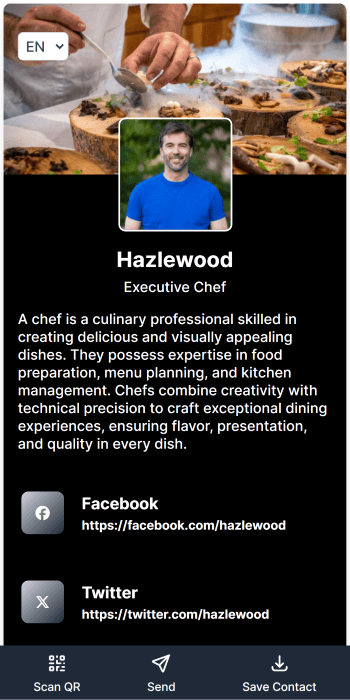 EN
Hazlewood
Executive Chef
A chef is a culinary professional skilled in
creating delicious and visually appealing
dishes. They possess expertise in food
preparation, menu planning, and kitchen
management. Chefs combine creativity with
technical precision to craft exceptional dining
experiences, ensuring flavor, presentation,
and quality in every dish.
Facebook
https://facebook.com/hazlewood
Twitter
https://twitter.com/hazlewood
Scan QR Send Save Contact